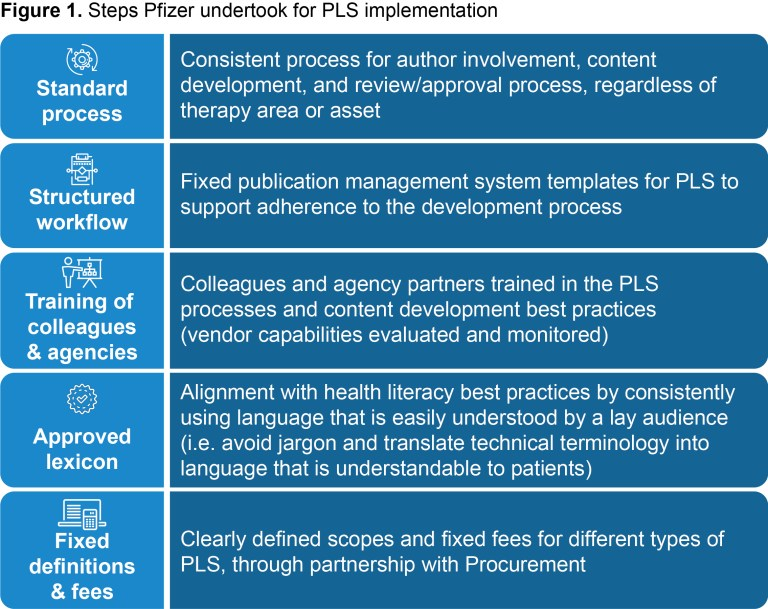 Figure 1. Steps Pfizer undertook for PLS implementation
Standard
process
Consistent process for author involvement, content
development, and review/approval process, regardless of
therapy area or asset
Structured
workflow
Fixed publication management system templates for PLS to
support adherence to the development process
Training of
colleagues
& agencies
Colleagues and agency partners trained in the PLS
processes and content development best practices
(vendor capabilities evaluated and monitored)
Approved
lexicon
Alignment with health literacy best practices by consistently
using language that is easily understood by a lay audience
(i.e. avoid jargon and translate technical terminology into
language that is understandable to patients)
Fixed
definitions
& fees
Clearly defined scopes and fixed fees for different types of
PLS, through partnership with Procurement